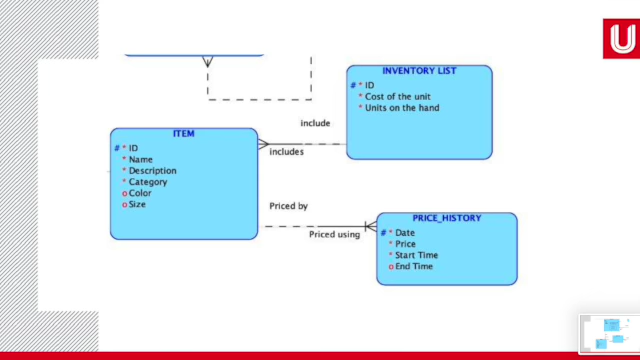 INVENTORY LIST
# * ID
* Cost of the unit
* Units on the hand
include
includes
ITEM
# * ID
* Name
* Description
* Category
o Color
o Size
Priced by
Priced using
PRICE_HISTORY
# * Date
* Price
* Start Time
o End Time
U